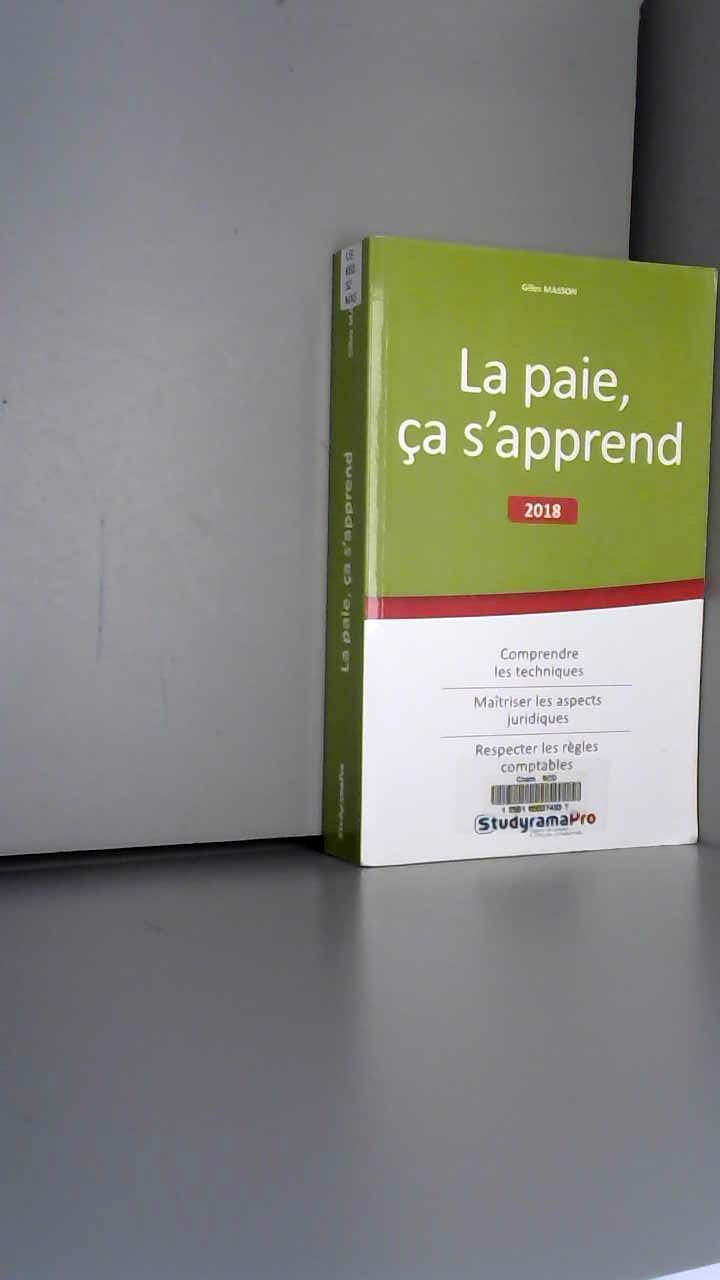 Gilles MASSON
La paie,
ça s'apprend
2018
Comprendre
les techniques
Maîtriser les aspects
juridiques
Respecter les règles
comptables
StudyramaPro
La paie, ça s'apprend
StudyramaPro